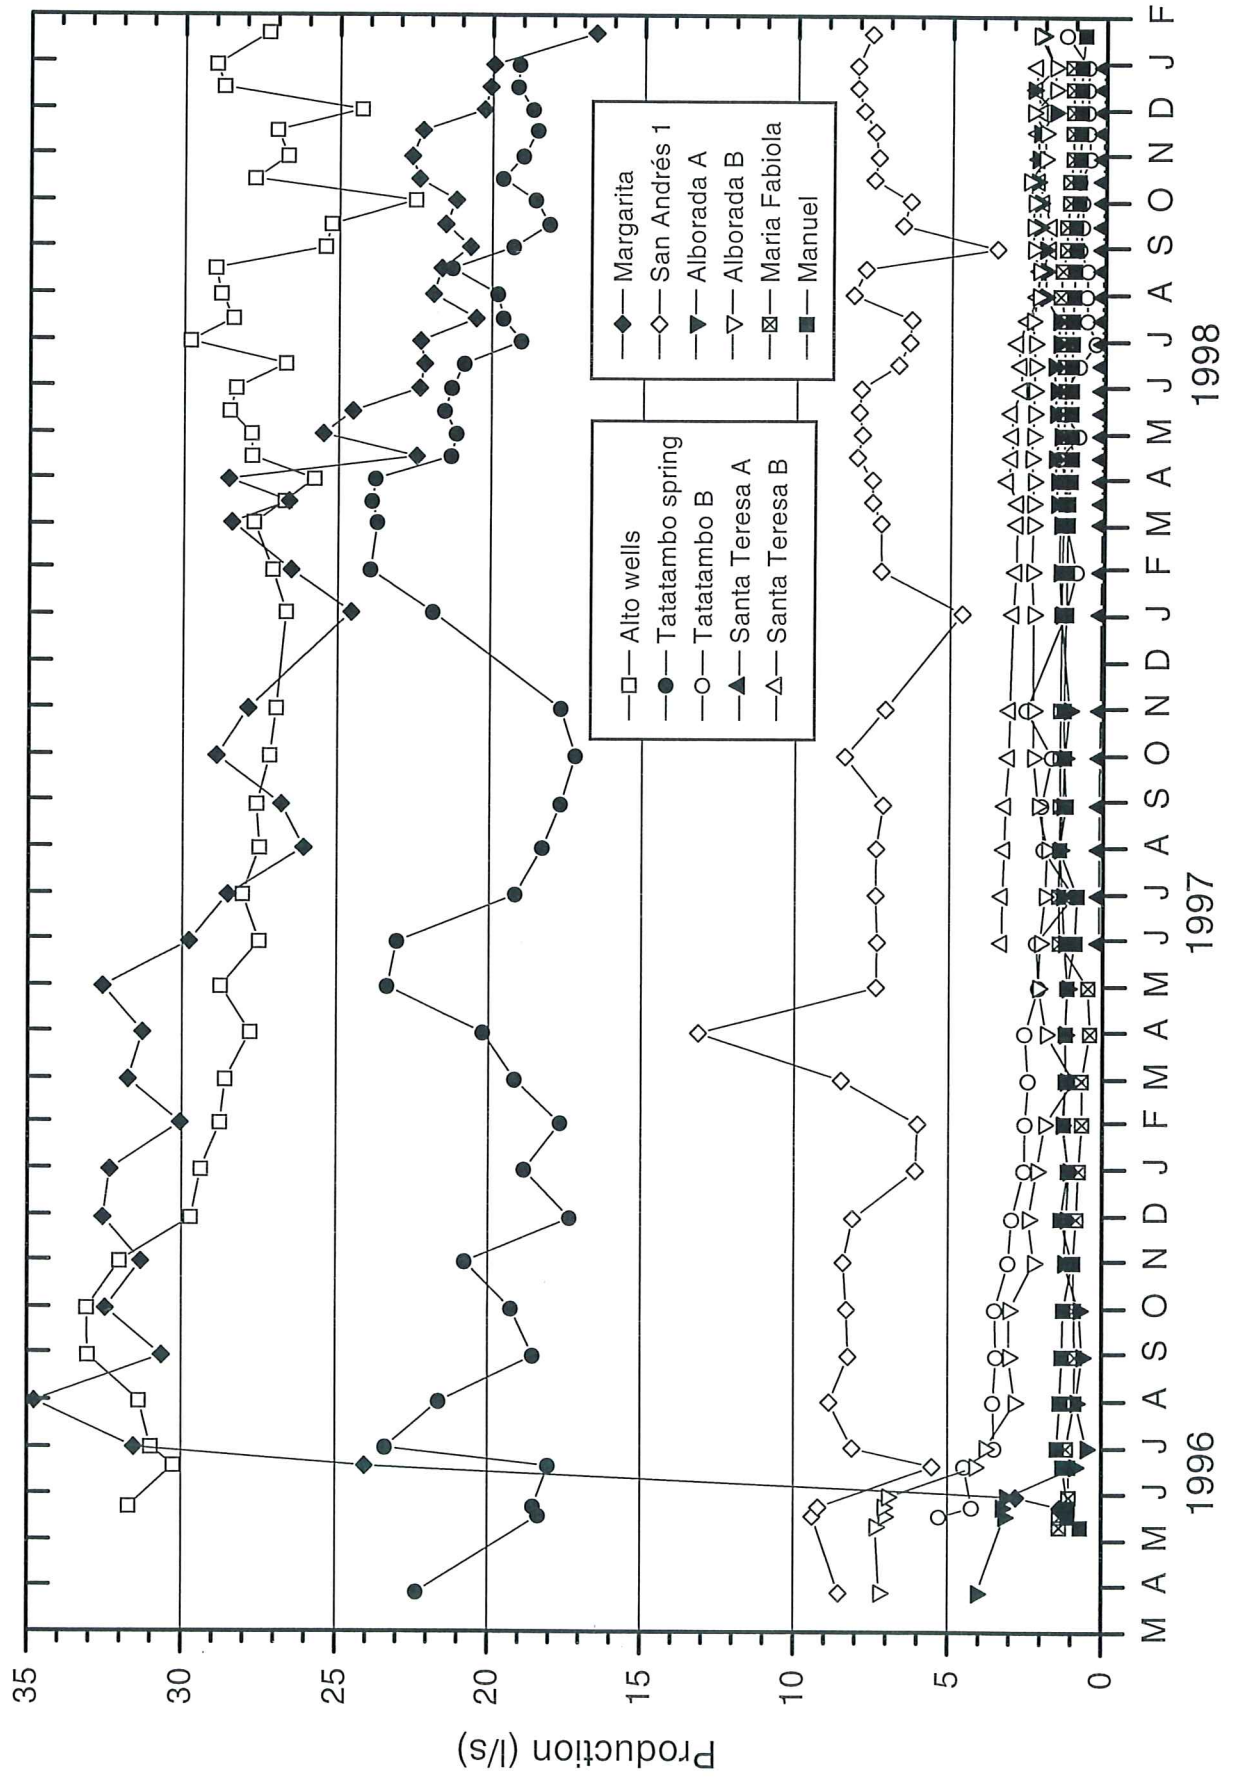 Production (l/s)
35
30
25
20
15
10
5
0
Alto wells
Tatatambo spring
Tatatambo B
Santa Teresa A
Santa Teresa B
Margarita
San Andrés 1
Alborada A
Alborada B
Maria Fabiola
Manuel
M A M J J A S O N D J F M A M J J A S O N D J F M A M J J A S O N D J F
1996 1997 1998